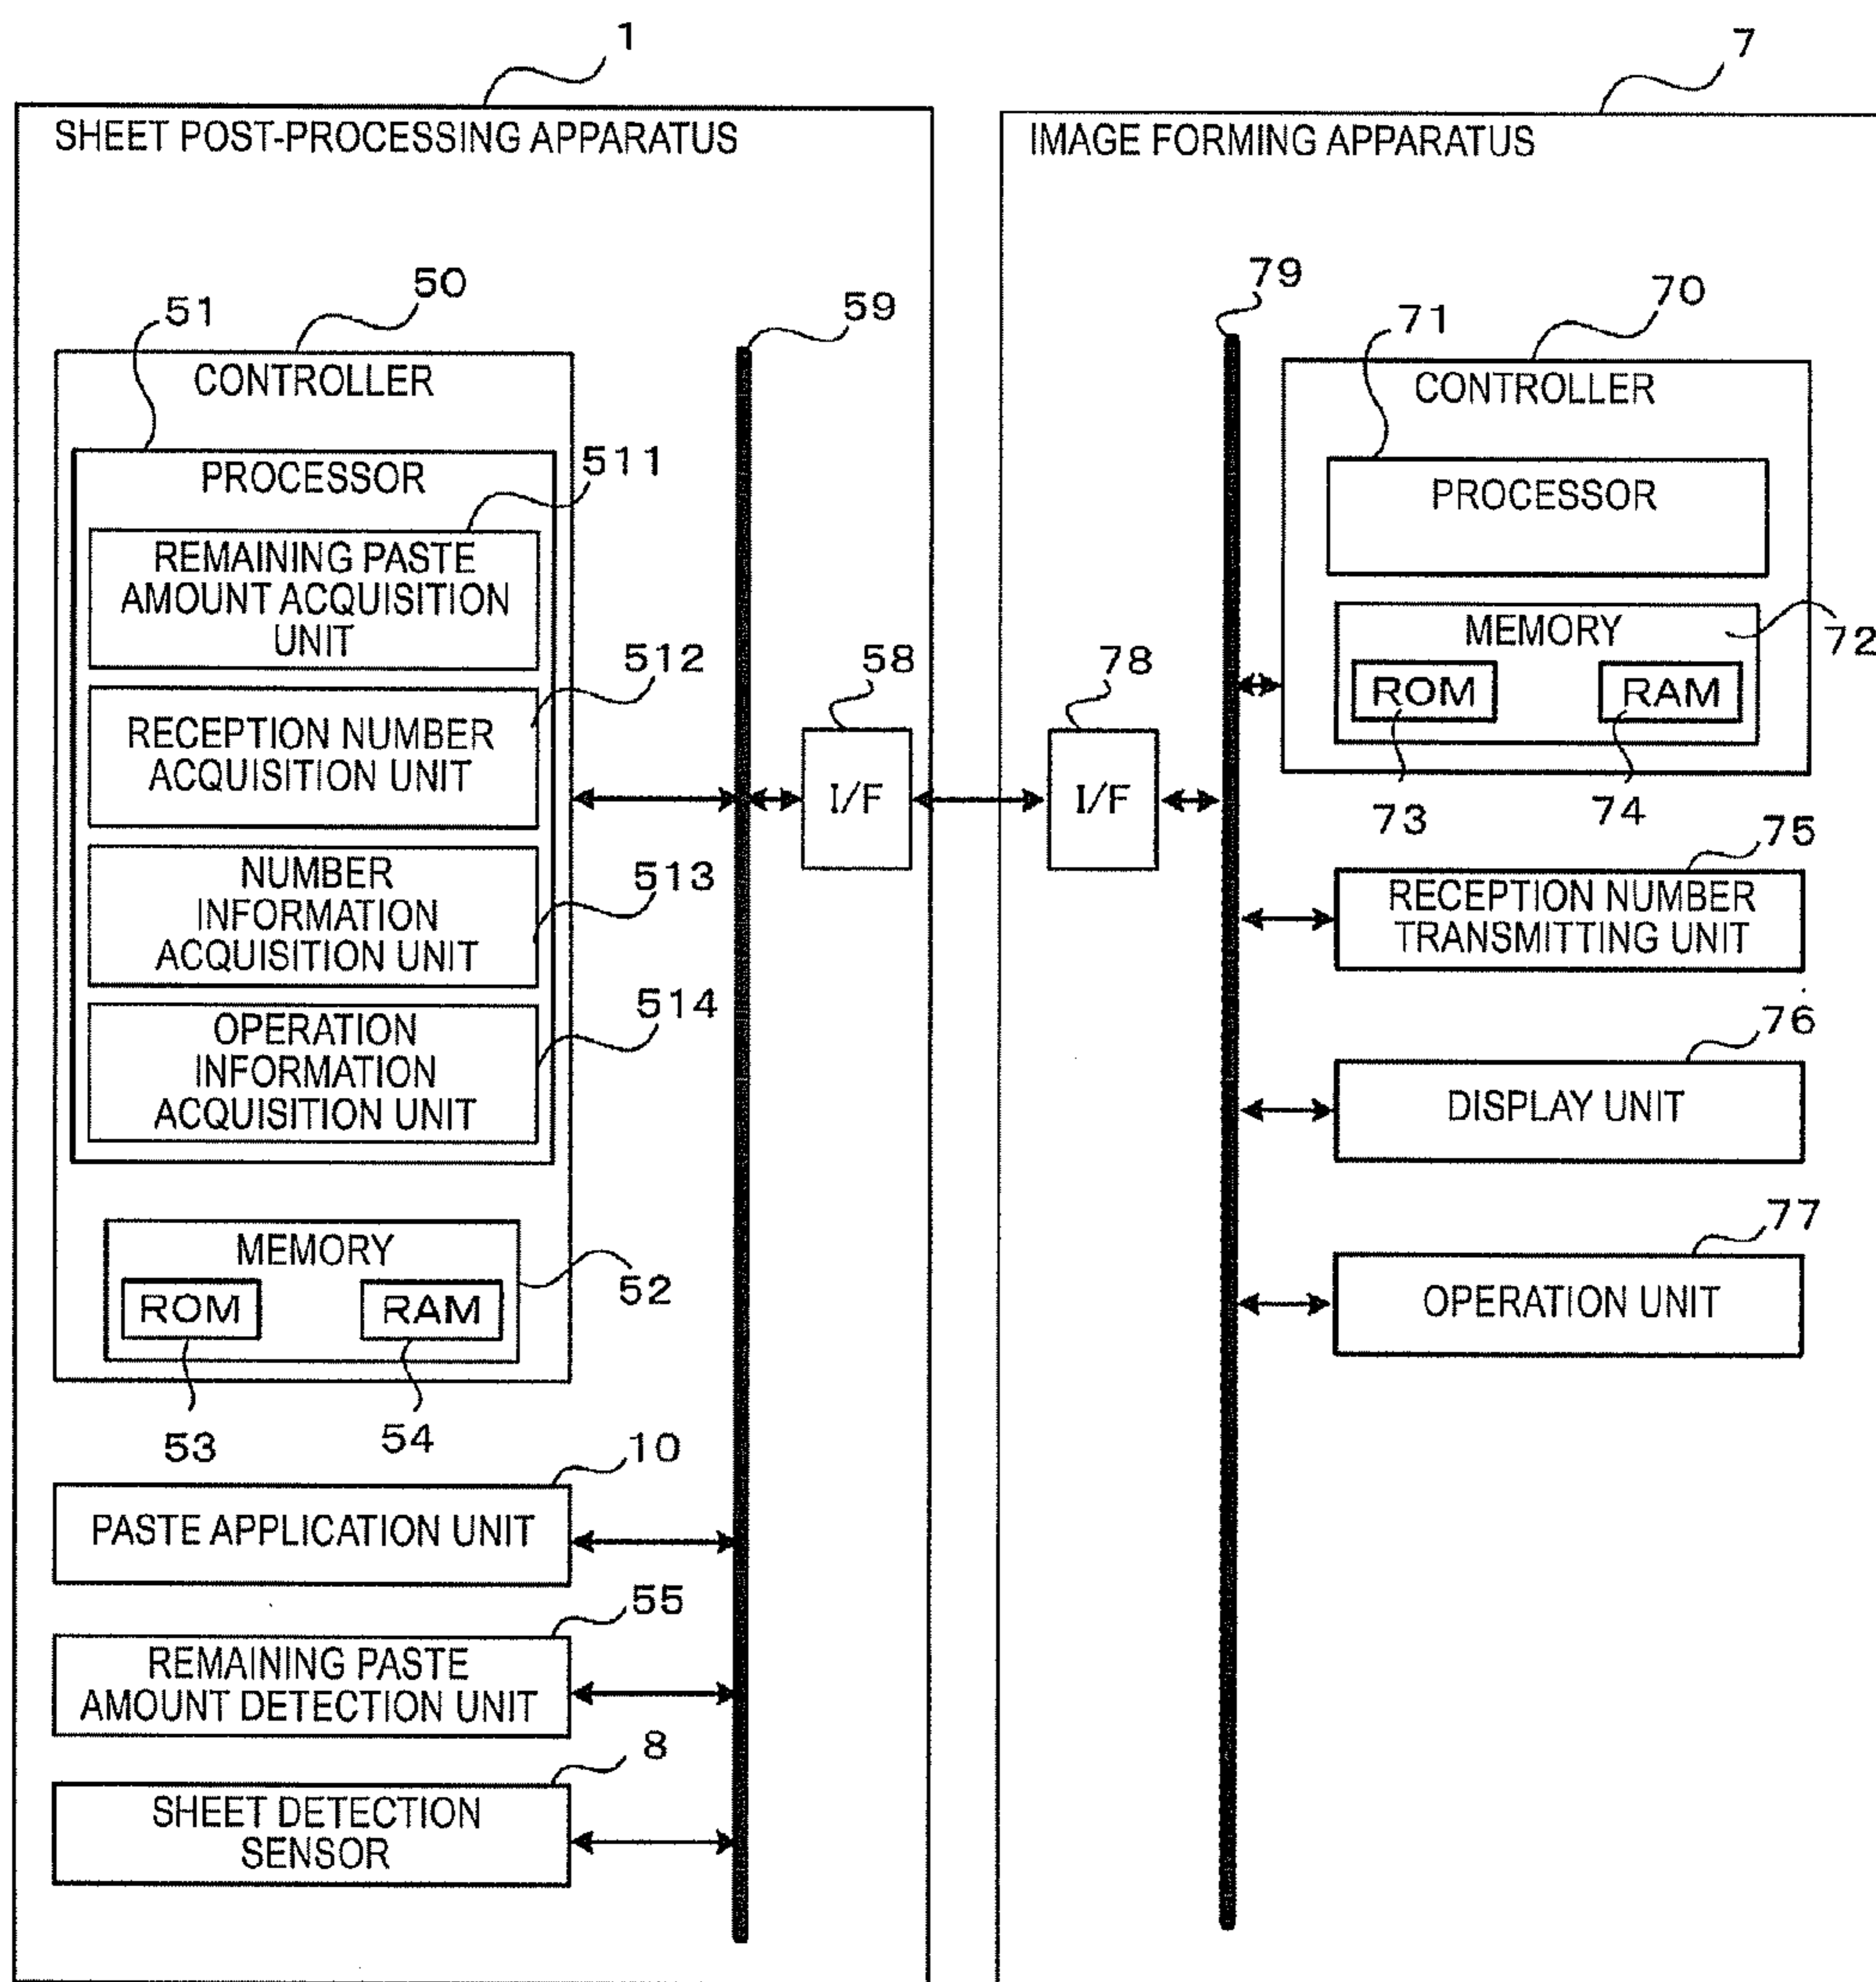 1
SHEET POST-PROCESSING APPARATUS
50
51
59
CONTROLLER
PROCESSOR
511
REMAINING PASTE
AMOUNT ACQUISITION
UNIT
512
RECEPTION NUMBER
ACQUISITION UNIT
58
I/F
NUMBER
INFORMATION
ACQUISITION UNIT
513
OPERATION
INFORMATION
ACQUISITION UNIT
514
MEMORY
52
ROM
RAM
53
54
10
PASTE APPLICATION UNIT
55
REMAINING PASTE
AMOUNT DETECTION UNIT
8
SHEET DETECTION
SENSOR
7
IMAGE FORMING APPARATUS
79
70
71
CONTROLLER
PROCESSOR
MEMORY
72
ROM
RAM
73
74
78
I/F
75
RECEPTION NUMBER
TRANSMITTING UNIT
76
DISPLAY UNIT
77
OPERATION UNIT